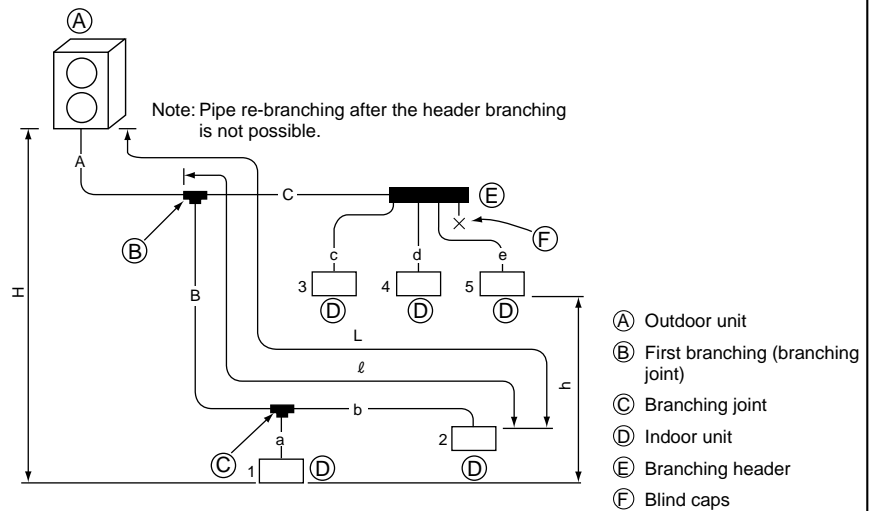 Ⓐ
Note: Pipe re-branching after the header branching
is not possible.
A
C
Ⓔ
Ⓑ
Ⓕ
c
d
e
3
4
5
Ⓓ
Ⓓ
Ⓓ
H
B
L
ℓ
h
b
a
2
Ⓒ
1
Ⓓ
Ⓓ
Ⓐ Outdoor unit
Ⓑ First branching (branching
joint)
Ⓒ Branching joint
Ⓓ Indoor unit
Ⓔ Branching header
Ⓕ Blind caps